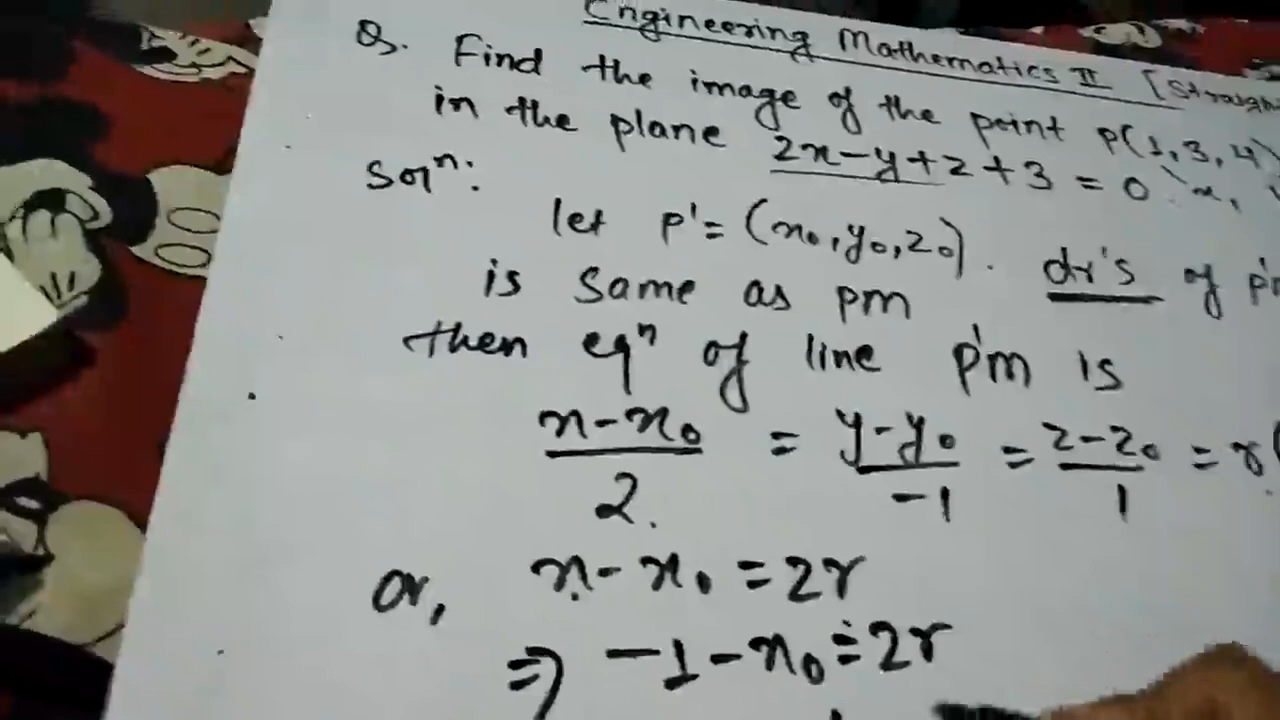 Engineering Mathematics II [Straigh
Q. Find the image of the point P(1,3,4)
in the plane 2x-y+z+3=0
Solⁿ:
let p'=(x₀,y₀,z₀). dr's of p'm
is same as pm
then eqⁿ of line p'm is
x-x₀/2. = y-y₀/-1 = z-z₀/1 = r
or, x-x₀=2r
⇒ -1-x₀=2r